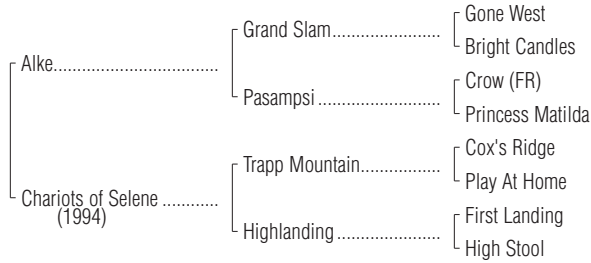 Gone West
Grand Slam
Bright Candles
Alke
Crow (FR)
Pasampsi
Princess Matilda
Cox's Ridge
Trapp Mountain
Play At Home
Chariots of Selene
(1994)
First Landing
Highlanding
High Stool